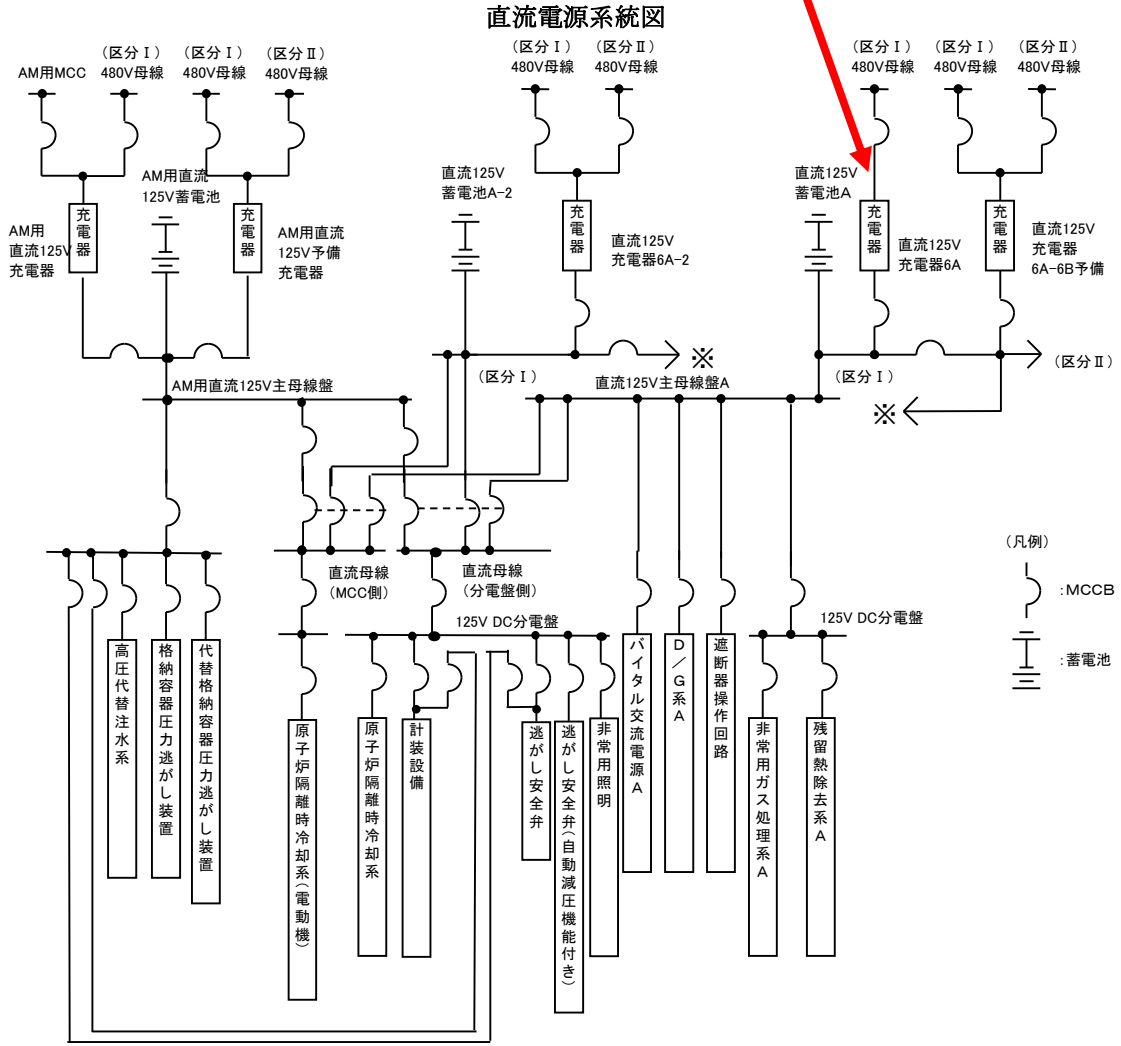 直流電源系統図
AM用MCC
(区分Ⅰ)
480V母線
(区分Ⅰ)
480V母線
(区分Ⅱ)
480V母線
(区分Ⅰ)
480V母線
(区分Ⅱ)
480V母線
(区分Ⅰ)
480V母線
(区分Ⅰ)
480V母線
(区分Ⅱ)
480V母線
AM用
直流125V
充電器
充電器
AM用直流
125V蓄電池
充電器
AM用直流
125V予備
充電器
直流125V
蓄電池A-2
充電器
直流125V
充電器6A-2
直流125V
蓄電池A
充電器
直流125V
充電器6A
充電器
直流125V
充電器
6A-6B予備
※
(区分Ⅱ)
AM用直流125V主母線盤
(区分Ⅰ)
直流125V主母線盤A
(区分Ⅰ)
※
直流母線
(MCC側)
直流母線
(分電盤側)
125V DC分電盤
125V DC分電盤
(凡例)
:MCCB
:蓄電池
高圧代替注水系
格納容器圧力逃がし装置
代替格納容器圧力逃がし装置
原子炉隔離時冷却系(電動機)
原子炉隔離時冷却系
計装設備
逃がし安全弁
逃がし安全弁(自動減圧機能付き)
非常用照明
バイタル交流電源A
D/G系A
遮断器操作回路
非常用ガス処理系A
残留熱除去系A